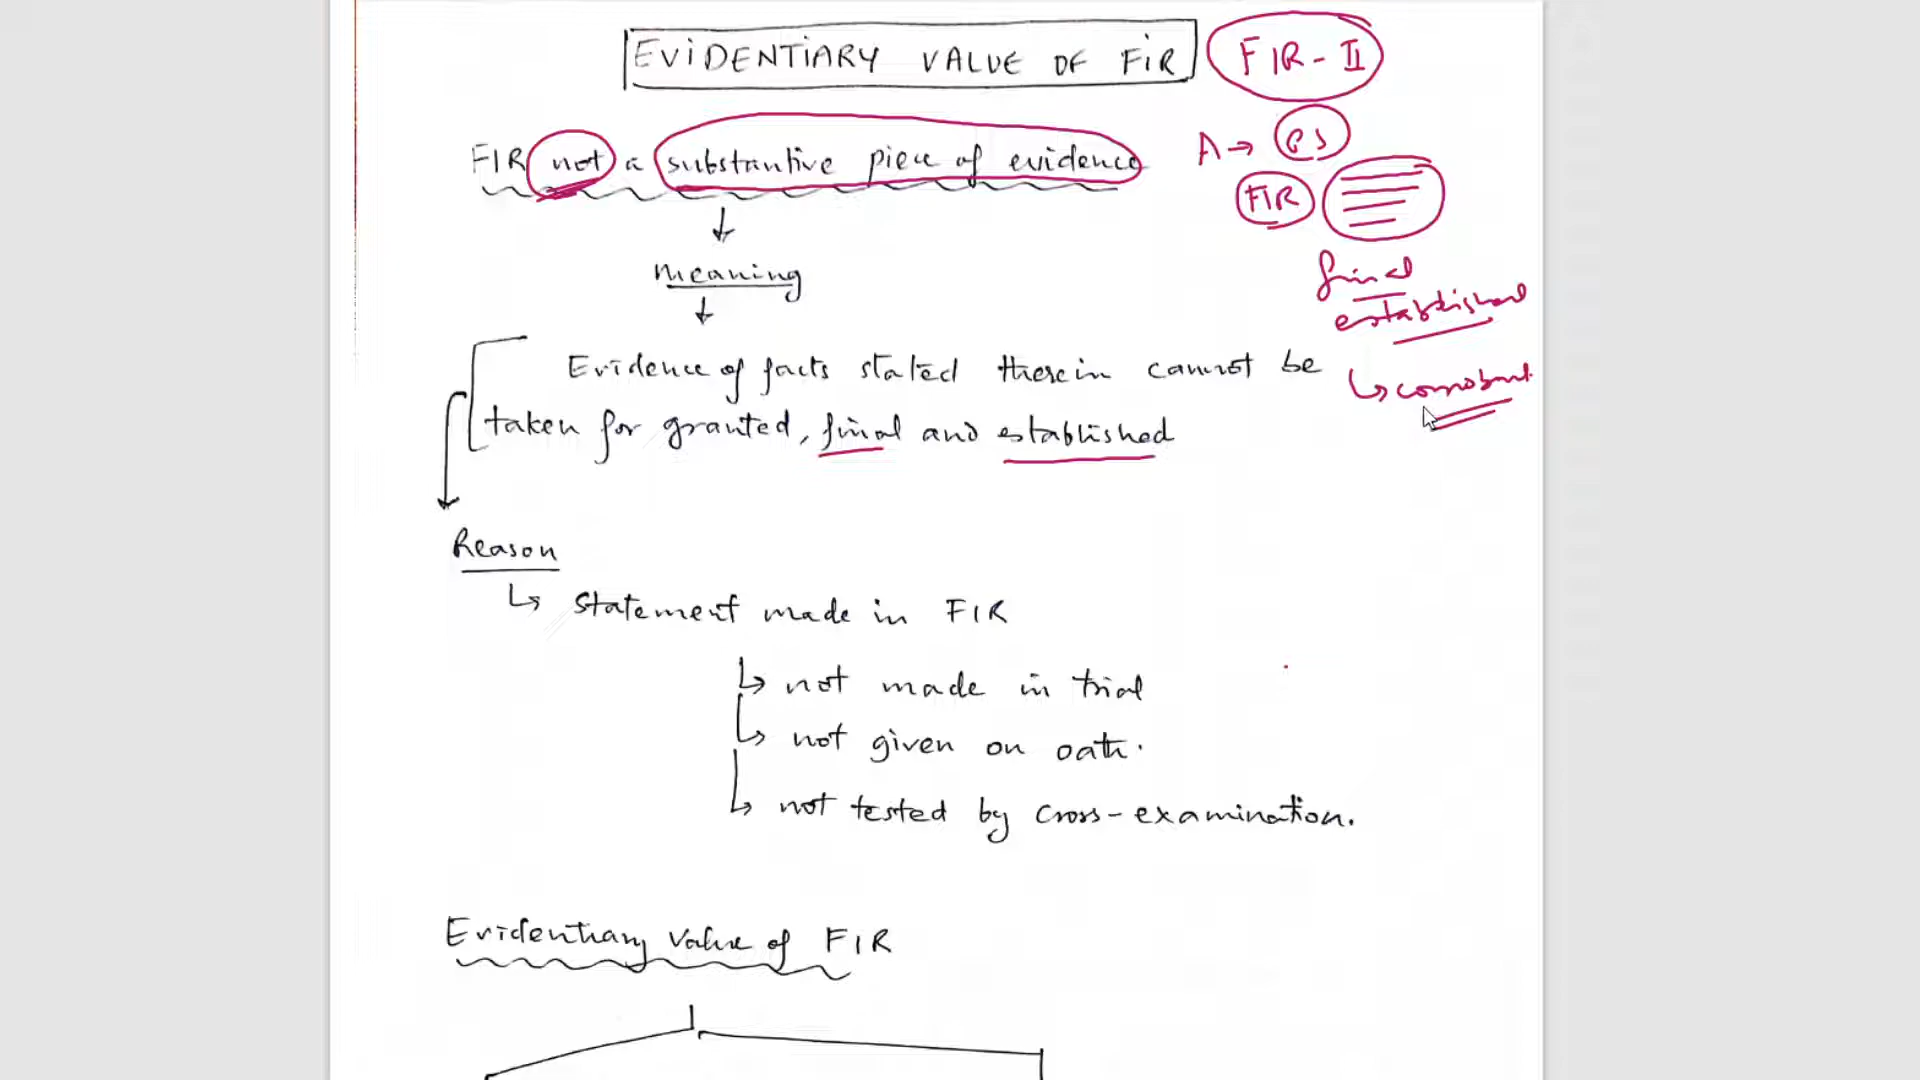 EViDENTiARY VALUE OF FiR
FIR - II
FIR not a substantive piece of evidence
A → PS
FIR
final
established
meaning
Evidence of facts stated therein cannot be
taken for granted, final and established
Reason
↳ statement made in FIR
↳ not made in trial
↳ not given on oath.
↳ not tested by cross-examination.
Evidentiary Value of FIR